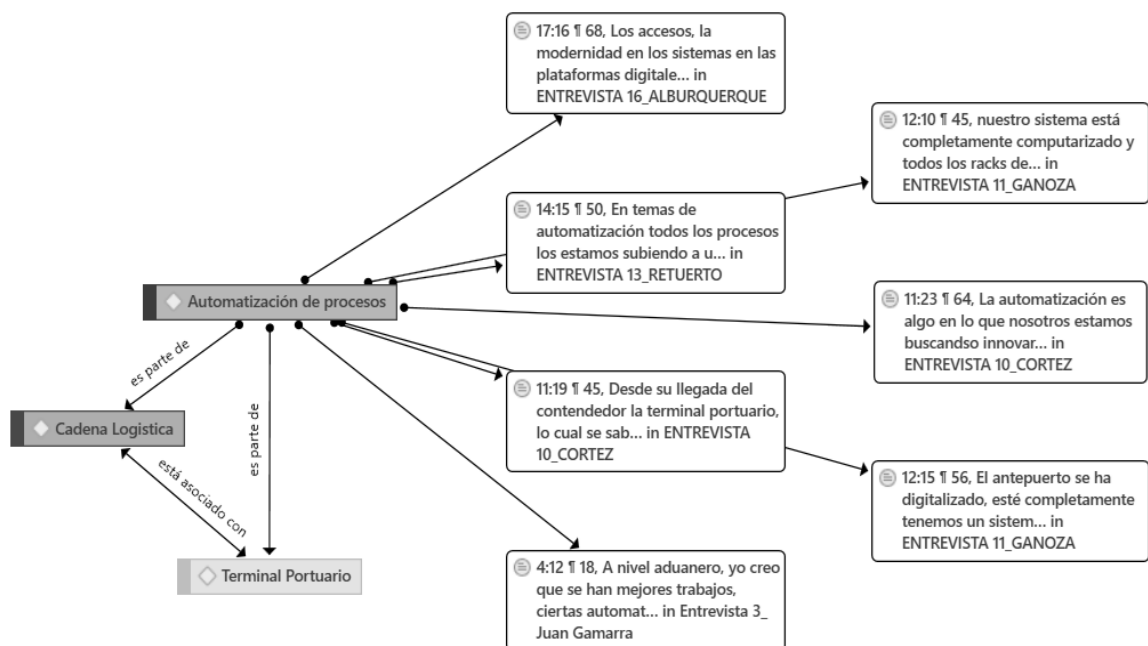 17:16 ¶ 68, Los accesos, la
modernidad en los sistemas en las
plataformas digitale… in
ENTREVISTA 16_ALBURQUERQUE
12:10 ¶ 45, nuestro sistema está
completamente computarizado y
todos los racks de… in
ENTREVISTA 11_GANOZA
14:15 ¶ 50, En temas de
automatización todos los procesos
los estamos subiendo a u… in
ENTREVISTA 13_RETUERTO
Automatización de procesos
11:23 ¶ 64, La automatización es
algo en lo que nosotros estamos
buscandso innovar… in
ENTREVISTA 10_CORTEZ
es parte de
es parte de
11:19 ¶ 45, Desde su llegada del
contendedor la terminal portuario,
lo cual se sab… in ENTREVISTA
10_CORTEZ
Cadena Logistica
está asociado con
12:15 ¶ 56, El antepuerto se ha
digitalizado, esté completamente
tenemos un sistem… in
ENTREVISTA 11_GANOZA
Terminal Portuario
4:12 ¶ 18, A nivel aduanero, yo creo
que se han mejores trabajos,
ciertas automat… in Entrevista 3_
Juan Gamarra